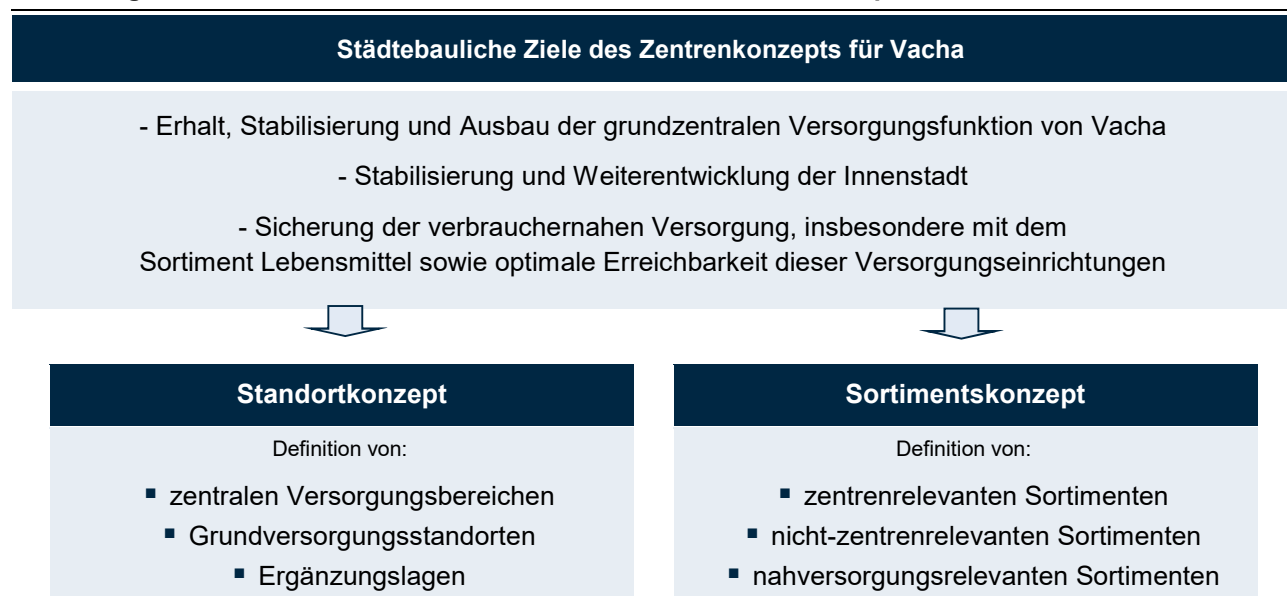 Städtebauliche Ziele des Zentrenkonzepts für Vacha
- Erhalt, Stabilisierung und Ausbau der grundzentralen Versorgungsfunktion von Vacha
- Stabilisierung und Weiterentwicklung der Innenstadt
- Sicherung der verbrauchernahen Versorgung, insbesondere mit dem
Sortiment Lebensmittel sowie optimale Erreichbarkeit dieser Versorgungseinrichtungen
Standortkonzept
Definition von:
▪ zentralen Versorgungsbereichen
▪ Grundversorgungsstandorten
▪ Ergänzungslagen
Sortimentskonzept
Definition von:
▪ zentrenrelevanten Sortimenten
▪ nicht-zentrenrelevanten Sortimenten
▪ nahversorgungsrelevanten Sortimenten